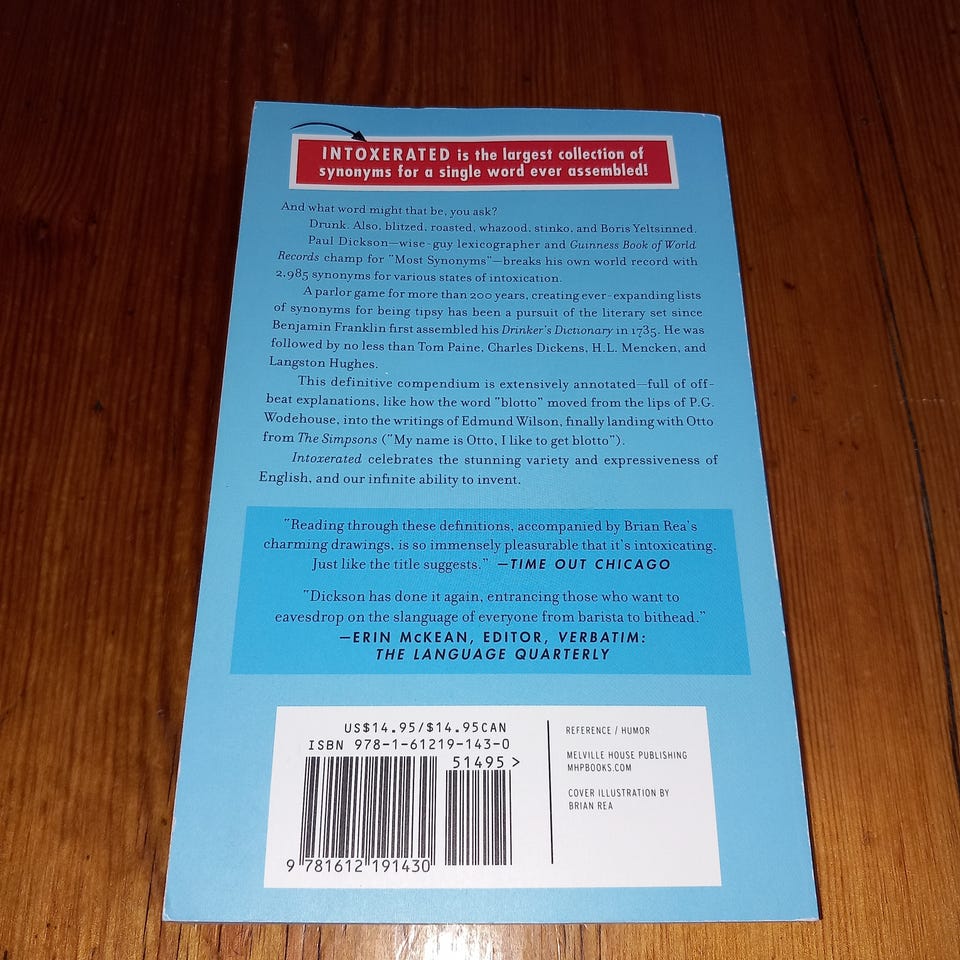 INTOXERATED is the largest collection of
synonyms for a single word ever assembled!
And what word might that be, you ask?
Drunk. Also, blitzed, roasted, whazood, stinko, and Boris Yeltsinned.
Paul Dickson—wise-guy lexicographer and Guinness Book of World
Records champ for "Most Synonyms"—breaks his own world record with
2,985 synonyms for various states of intoxication.
A parlor game for more than 200 years, creating ever-expanding lists
of synonyms for being tipsy has been a pursuit of the literary set since
Benjamin Franklin first assembled his Drinker's Dictionary in 1735. He was
followed by no less than Tom Paine, Charles Dickens, H.L. Mencken, and
Langston Hughes.
This definitive compendium is extensively annotated—full of off-
beat explanations, like how the word "blotto" moved from the lips of P.G.
Wodehouse, into the writings of Edmund Wilson, finally landing with Otto
from The Simpsons ("My name is Otto, I like to get blotto").
Intoxerated celebrates the stunning variety and expressiveness of
English, and our infinite ability to invent.
"Reading through these definitions, accompanied by Brian Rea's
charming drawings, is so immensely pleasurable that it's intoxicating.
Just like the title suggests." —TIME OUT CHICAGO
"Dickson has done it again, entrancing those who want to
eavesdrop on the slanguage of everyone from barista to bithead."
—ERIN McKEAN, EDITOR, VERBATIM:
THE LANGUAGE QUARTERLY
US$14.95/$14.95CAN
ISBN 978-1-61219-143-0
51495 >
9 781612 191430
REFERENCE / HUMOR
MELVILLE HOUSE PUBLISHING
MHPBOOKS.COM
COVER ILLUSTRATION BY
BRIAN REA